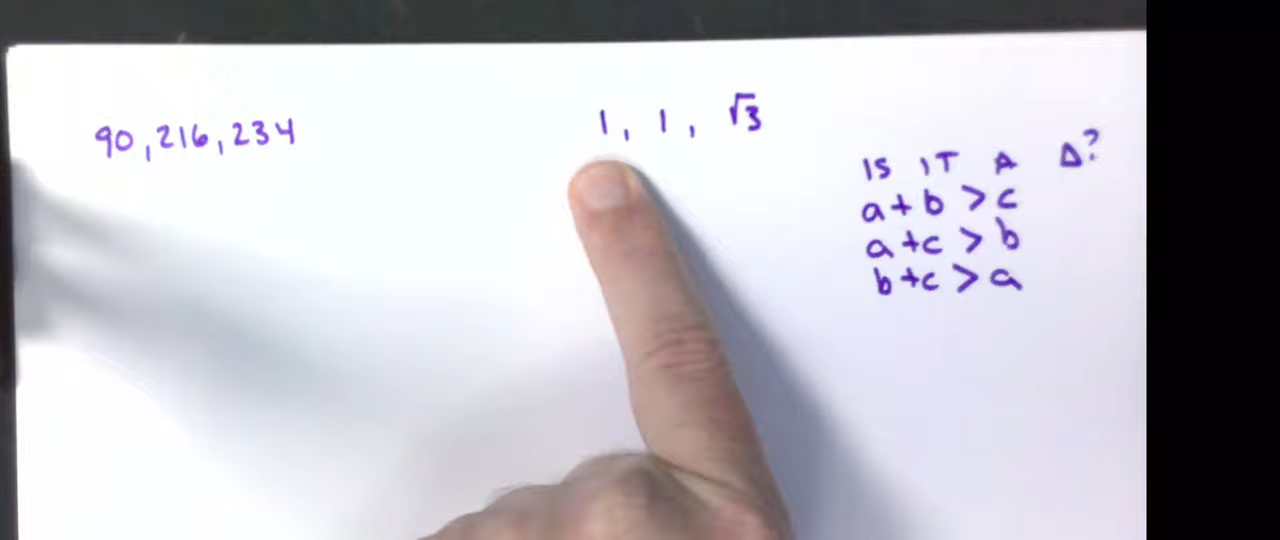 90, 216, 234
1, 1, √3
IS IT A Δ?
a + b > c
a + c > b
b + c > a